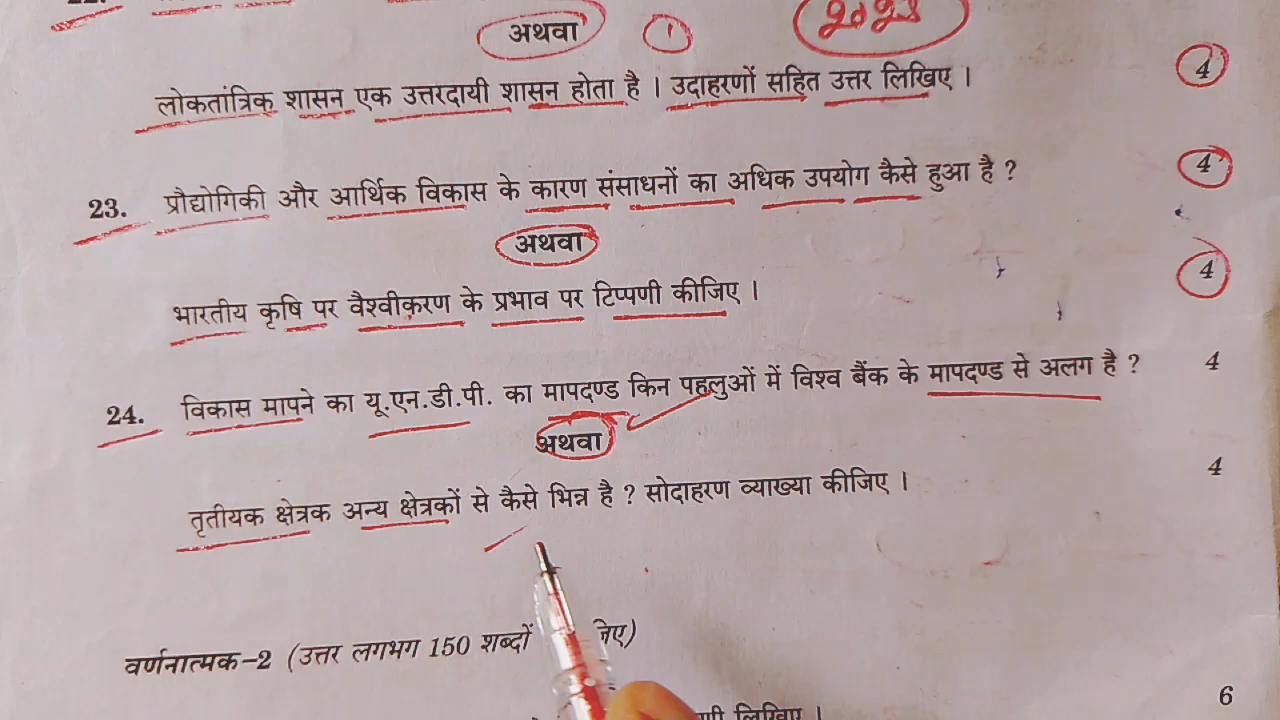 22.
अथवा 1
लोकतांत्रिक शासन एक उत्तरदायी शासन होता है । उदाहरणों सहित उत्तर लिखिए । 4
23. प्रौद्योगिकी और आर्थिक विकास के कारण संसाधनों का अधिक उपयोग कैसे हुआ है ? 4
अथवा
भारतीय कृषि पर वैश्वीकरण के प्रभाव पर टिप्पणी कीजिए । 4
24. विकास मापने का यू.एन.डी.पी. का मापदण्ड किन पहलुओं में विश्व बैंक के मापदण्ड से अलग है ? 4
अथवा
तृतीयक क्षेत्रक अन्य क्षेत्रकों से कैसे भिन्न है ? सोदाहरण व्याख्या कीजिए । 4
वर्णनात्मक-2 (उत्तर लगभग 150 शब्दों
लिखिए । 6